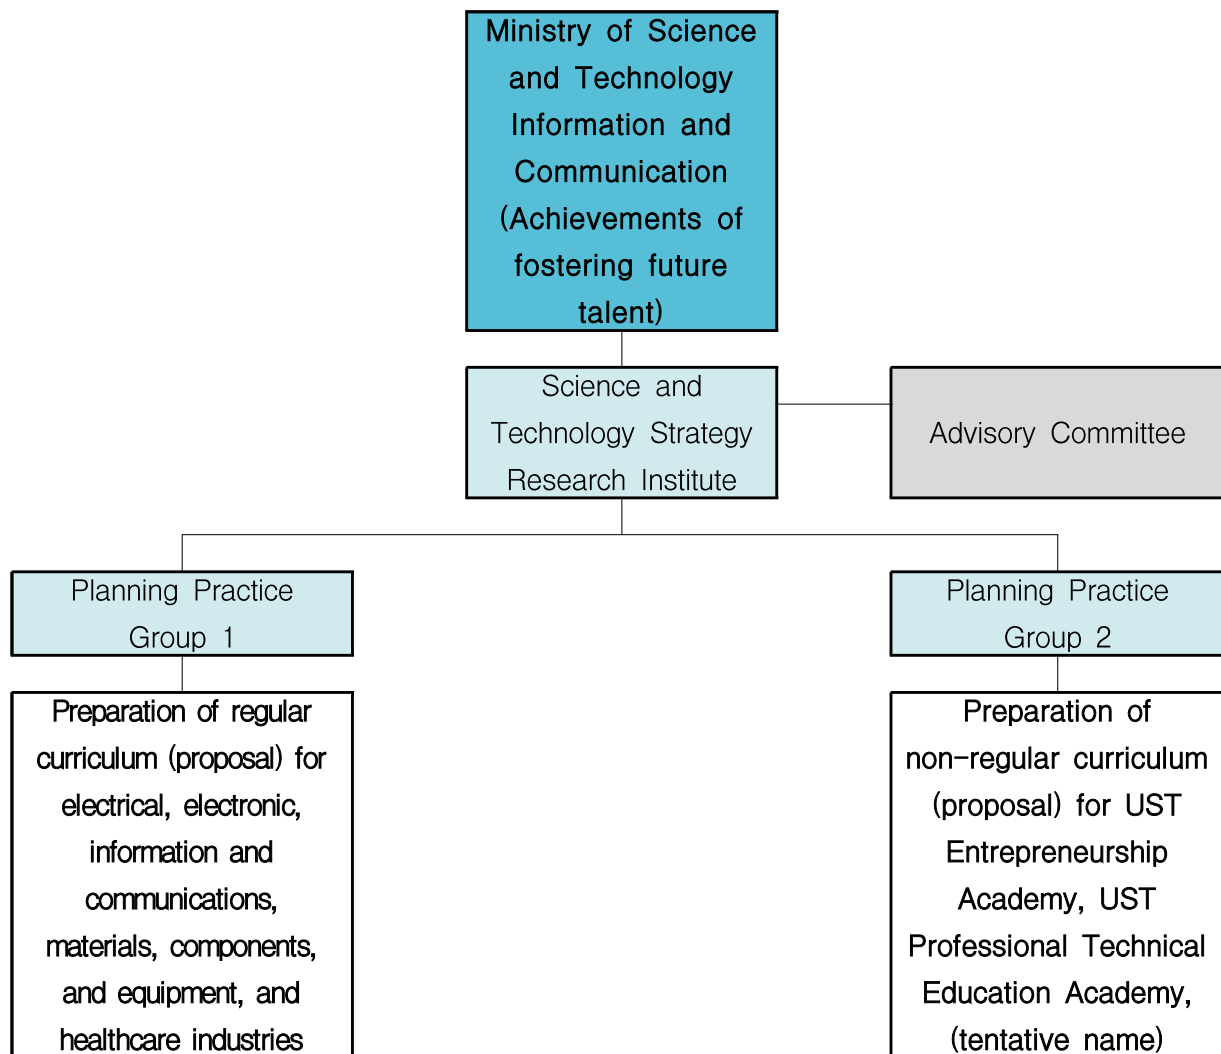 Ministry of Science
and Technology
Information and
Communication
(Achievements of
fostering future
talent)
Science and
Technology Strategy
Research Institute
Advisory Committee
Planning Practice
Group 1
Planning Practice
Group 2
Preparation of regular
curriculum (proposal) for
electrical, electronic,
information and
communications,
materials, components,
and equipment, and
healthcare industries
Preparation of
non-regular curriculum
(proposal) for UST
Entrepreneurship
Academy, UST
Professional Technical
Education Academy,
(tentative name)